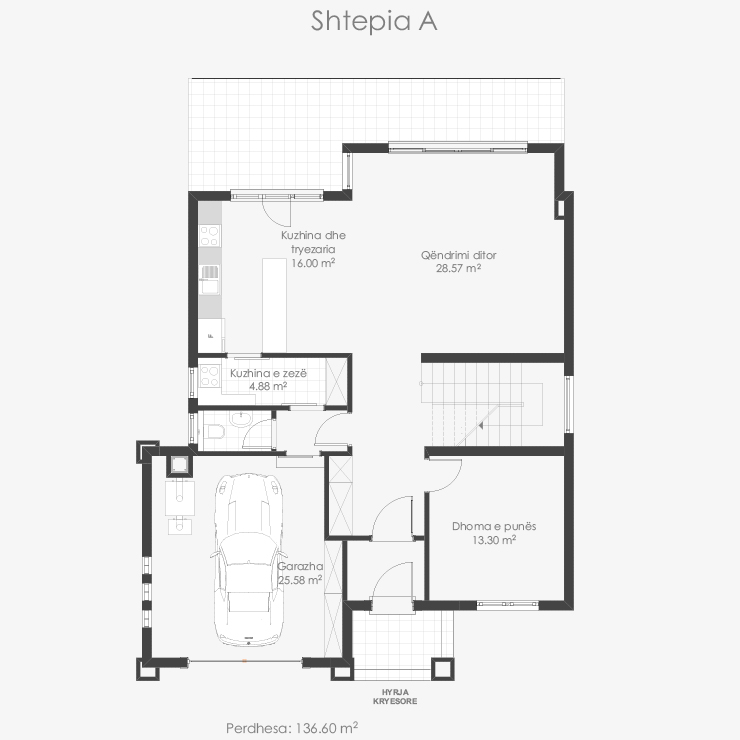 Shtepia A
Kuzhina dhe
tryezaria
16.00 m²
Qëndrimi ditor
28.57 m²
Kuzhina e zezë
4.88 m²
Dhoma e punës
13.30 m²
Garazha
25.58 m²
HYRJA
KRYESORE
Perdhesa: 136.60 m²